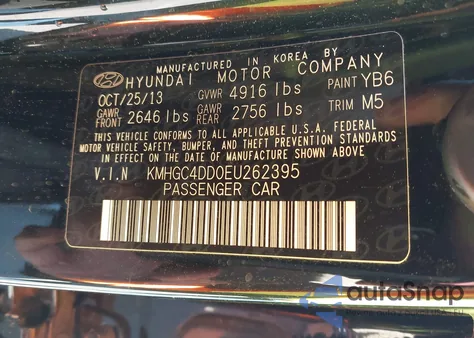 MANUFACTURED IN KOREA BY
HYUNDAI MOTOR COMPANY
OCT/25/13 GVWR 4916 lbs PAINT YB6
GAWR FRONT 2646 lbs GAWR REAR 2756 lbs TRIM M5
THIS VEHICLE CONFORMS TO ALL APPLICABLE U.S.A. FEDERAL
MOTOR VEHICLE SAFETY, BUMPER, AND THEFT PREVENTION STANDARDS
IN EFFECT ON THE DATE OF MANUFACTURE SHOWN ABOVE.
V.I.N KMHGC4DD0EU262395
PASSENGER CAR
autoSnap